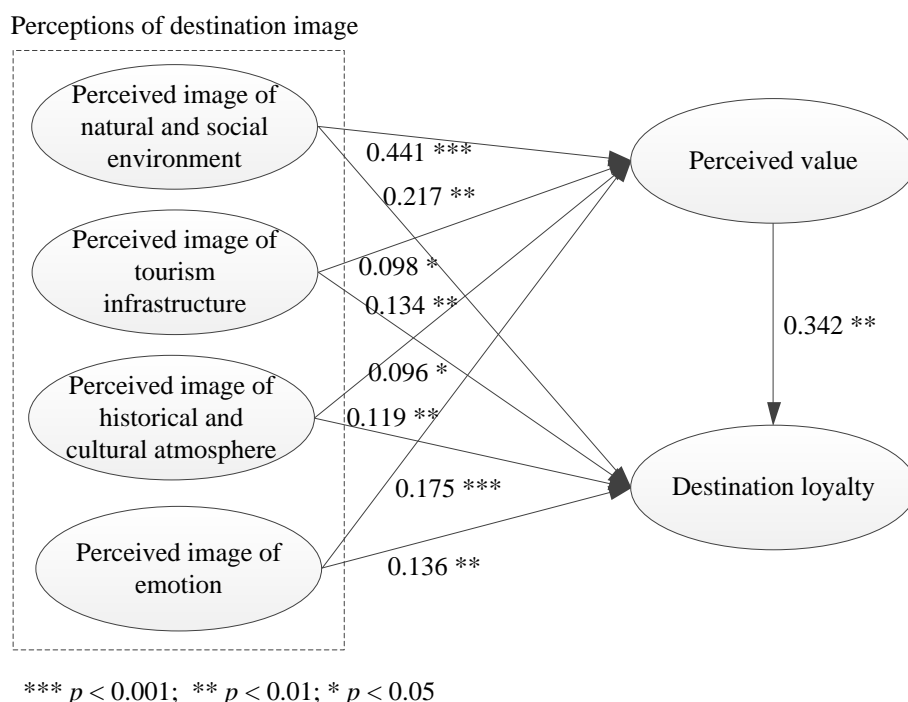 Perceptions of destination image
Perceived image of
natural and social
environment
Perceived image of
tourism
infrastructure
Perceived image of
historical and
cultural atmosphere
Perceived image of
emotion
0.441 ***
0.217 **
0.098 *
0.134 **
0.096 *
0.119 **
0.175 ***
0.136 **
Perceived value
0.342 **
Destination loyalty
*** p < 0.001; ** p < 0.01; * p < 0.05